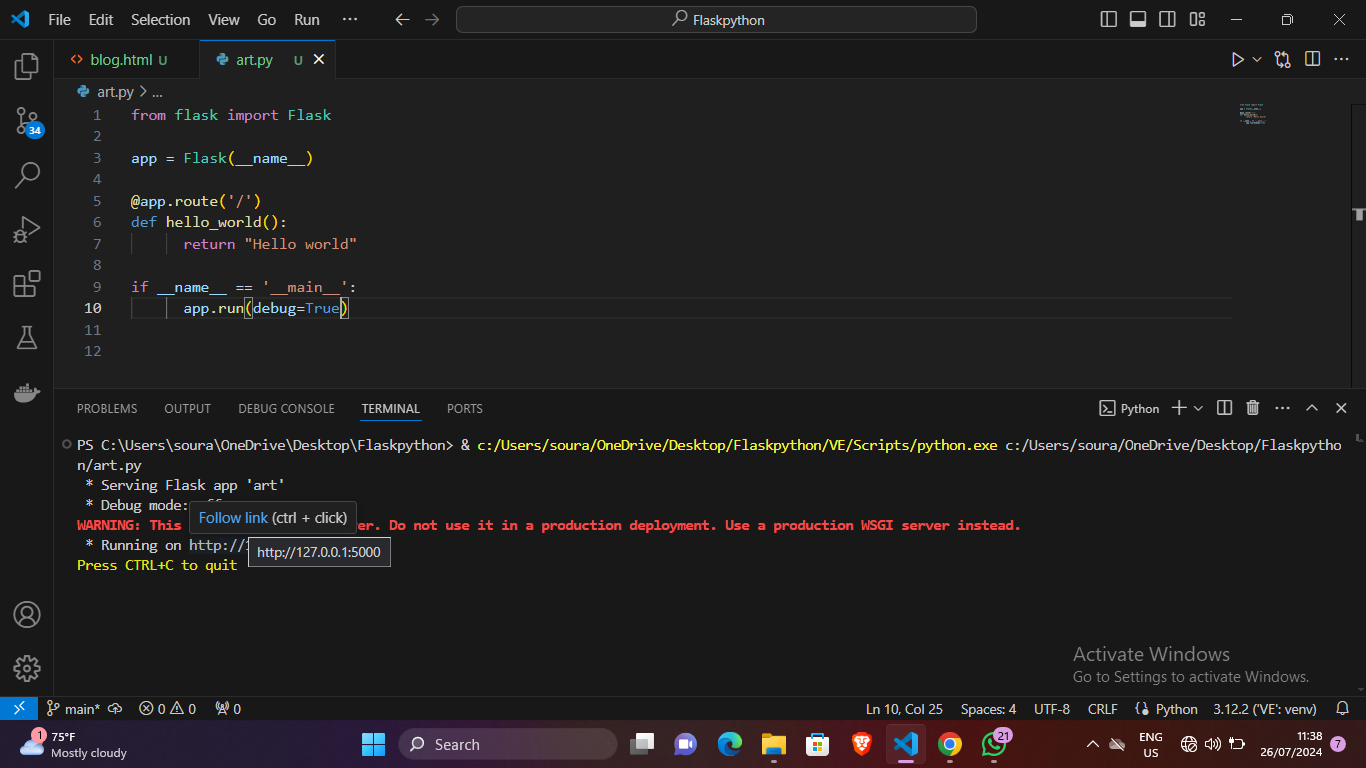 File Edit Selection View Go Run ··· Flaskpython
blog.html U art.py U
art.py > ...
1 from flask import Flask
2
3 app = Flask(__name__)
4
5 @app.route('/')
6 def hello_world():
7 return "Hello world"
8
9 if __name__ == '__main__':
10 app.run(debug=True)
11
12
34
PROBLEMS OUTPUT DEBUG CONSOLE TERMINAL PORTS Python
PS C:\Users\soura\OneDrive\Desktop\Flaskpython> & c:/Users/soura/OneDrive/Desktop/Flaskpython/VE/Scripts/python.exe c:/Users/soura/OneDrive/Desktop/Flaskpytho
n/art.py
* Serving Flask app 'art'
* Debug mode:
Follow link (ctrl + click)
WARNING: This Do not use it in a production deployment. Use a production WSGI server instead.
* Running on http://
http://127.0.0.1:5000
Press CTRL+C to quit
Activate Windows
Go to Settings to activate Windows.
main* 0 0 0 Ln 10, Col 25 Spaces: 4 UTF-8 CRLF Python 3.12.2 ('VE': venv)
1 75°F
Mostly cloudy
Search
21
ENG
US
11:38
26/07/2024
7